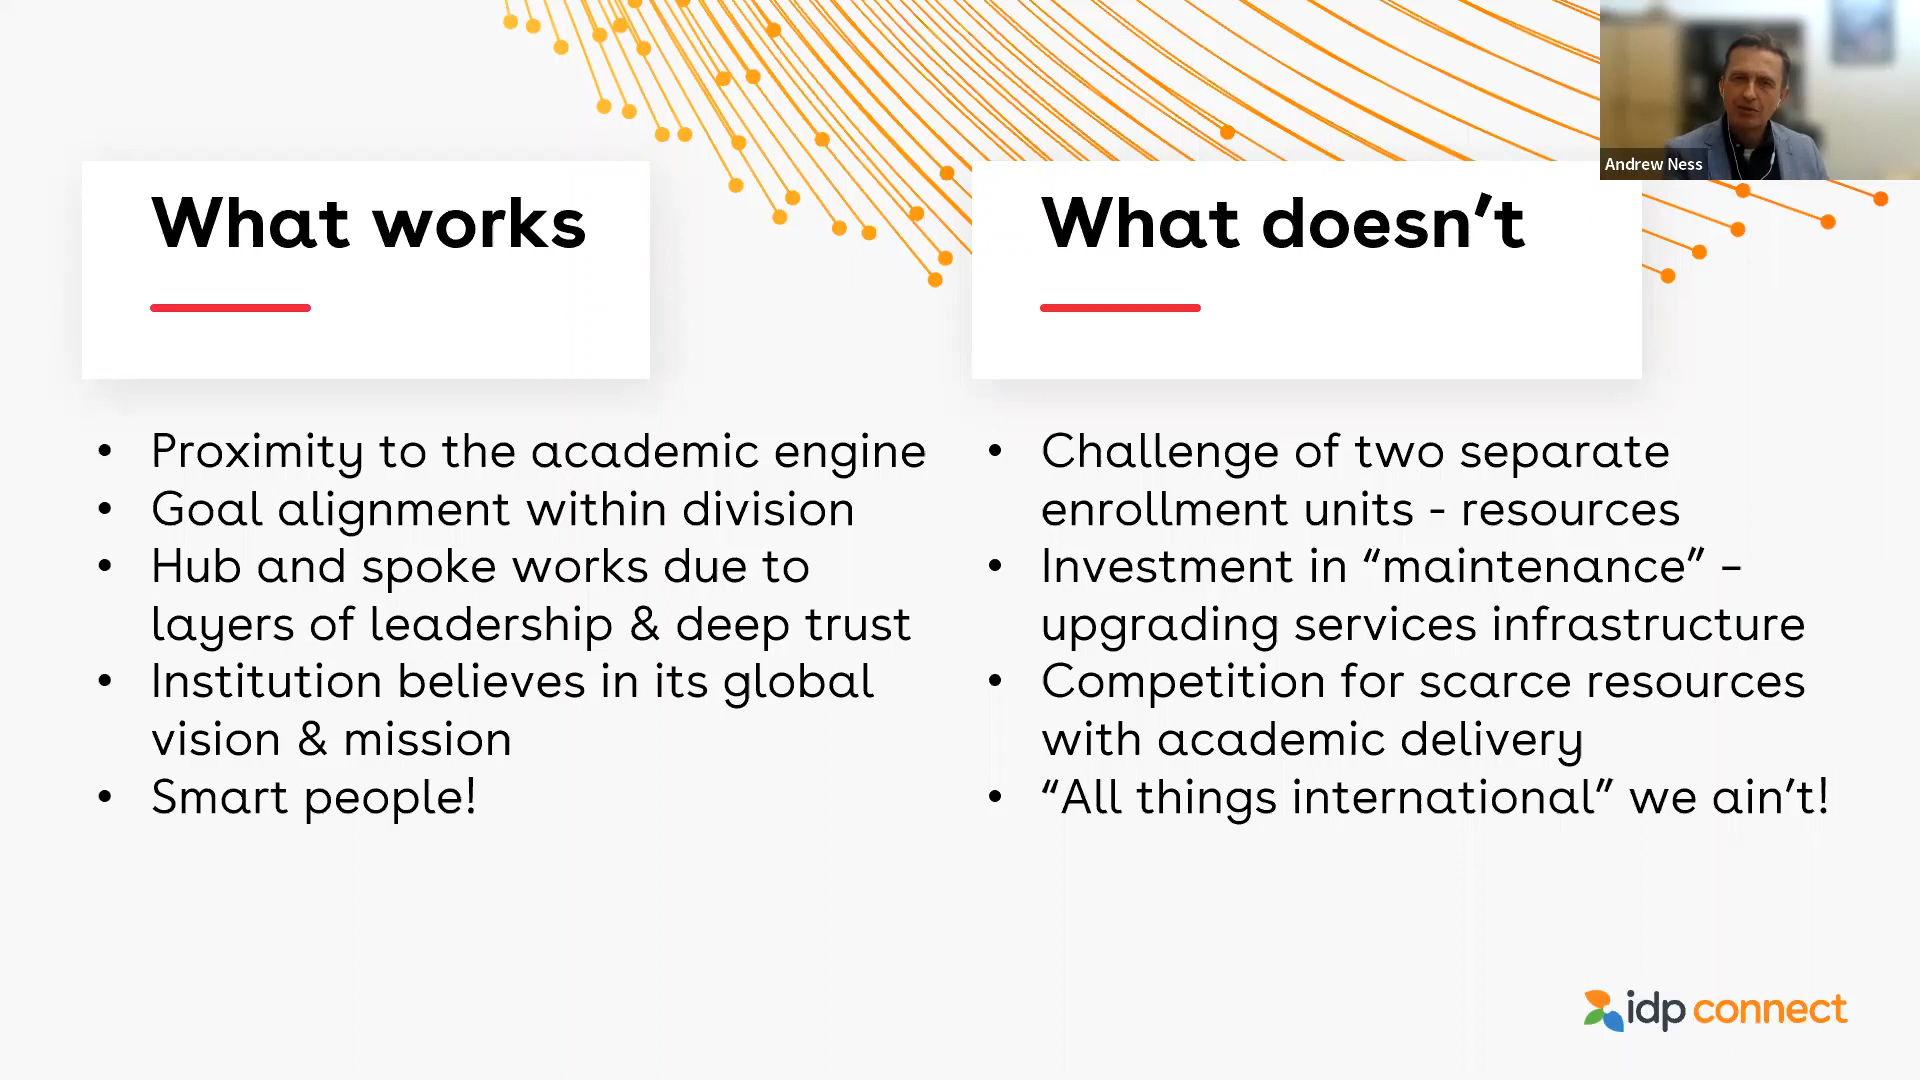 Andrew Ness
What works
• Proximity to the academic engine
• Goal alignment within division
• Hub and spoke works due to
layers of leadership & deep trust
• Institution believes in its global
vision & mission
• Smart people!
What doesn’t
• Challenge of two separate
enrollment units - resources
• Investment in “maintenance” –
upgrading services infrastructure
• Competition for scarce resources
with academic delivery
• “All things international” we ain’t!
idp connect